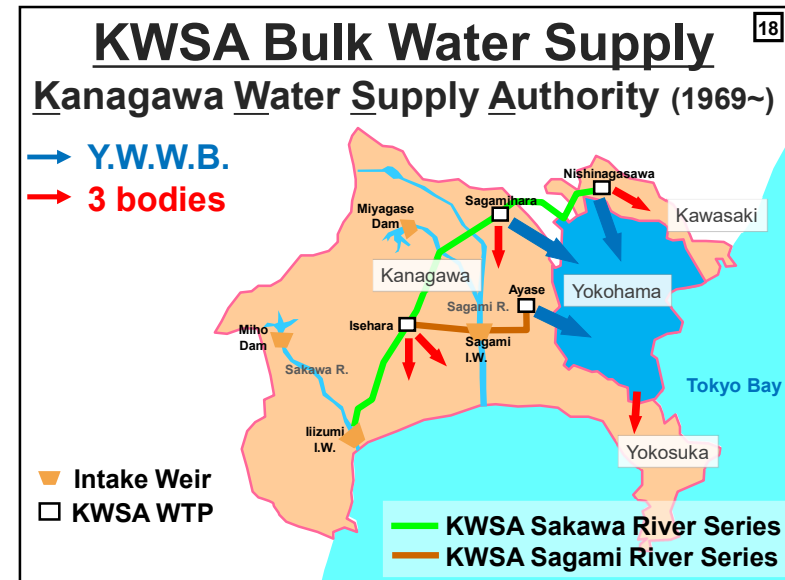 18
KWSA Bulk Water Supply
Kanagawa Water Supply Authority (1969~)
Y.W.W.B.
3 bodies
Nishinagasawa
Sagamihara
Kawasaki
Miyagase
Dam
Kanagawa
Yokohama
Ayase
Sagami R.
Isehara
Miho
Dam
Sagami
I.W.
Sakawa R.
Tokyo Bay
Iiizumi
I.W.
Yokosuka
Intake Weir
KWSA WTP
KWSA Sakawa River Series
KWSA Sagami River Series